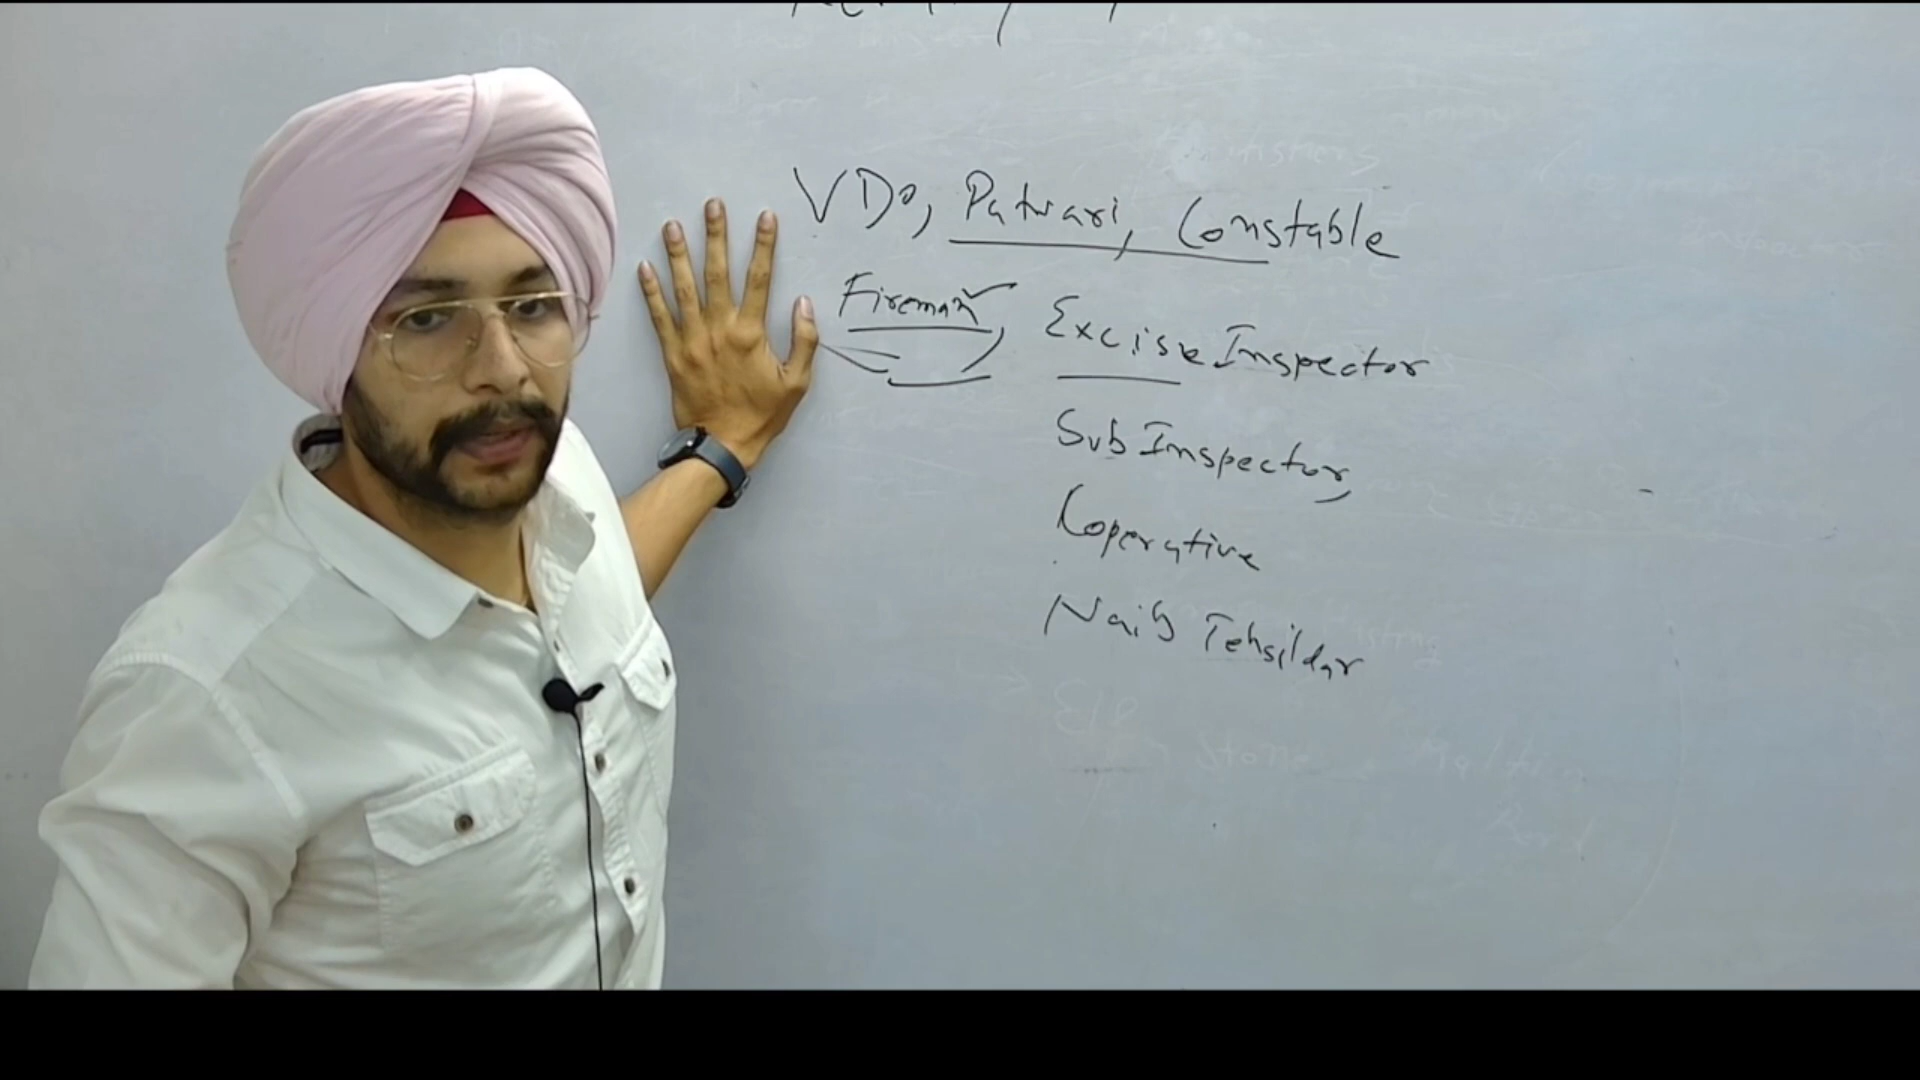 VDO, Patwari, Constable
Fireman, Excise Inspector
Sub Inspector,
Coperative
Naib Tehsildar